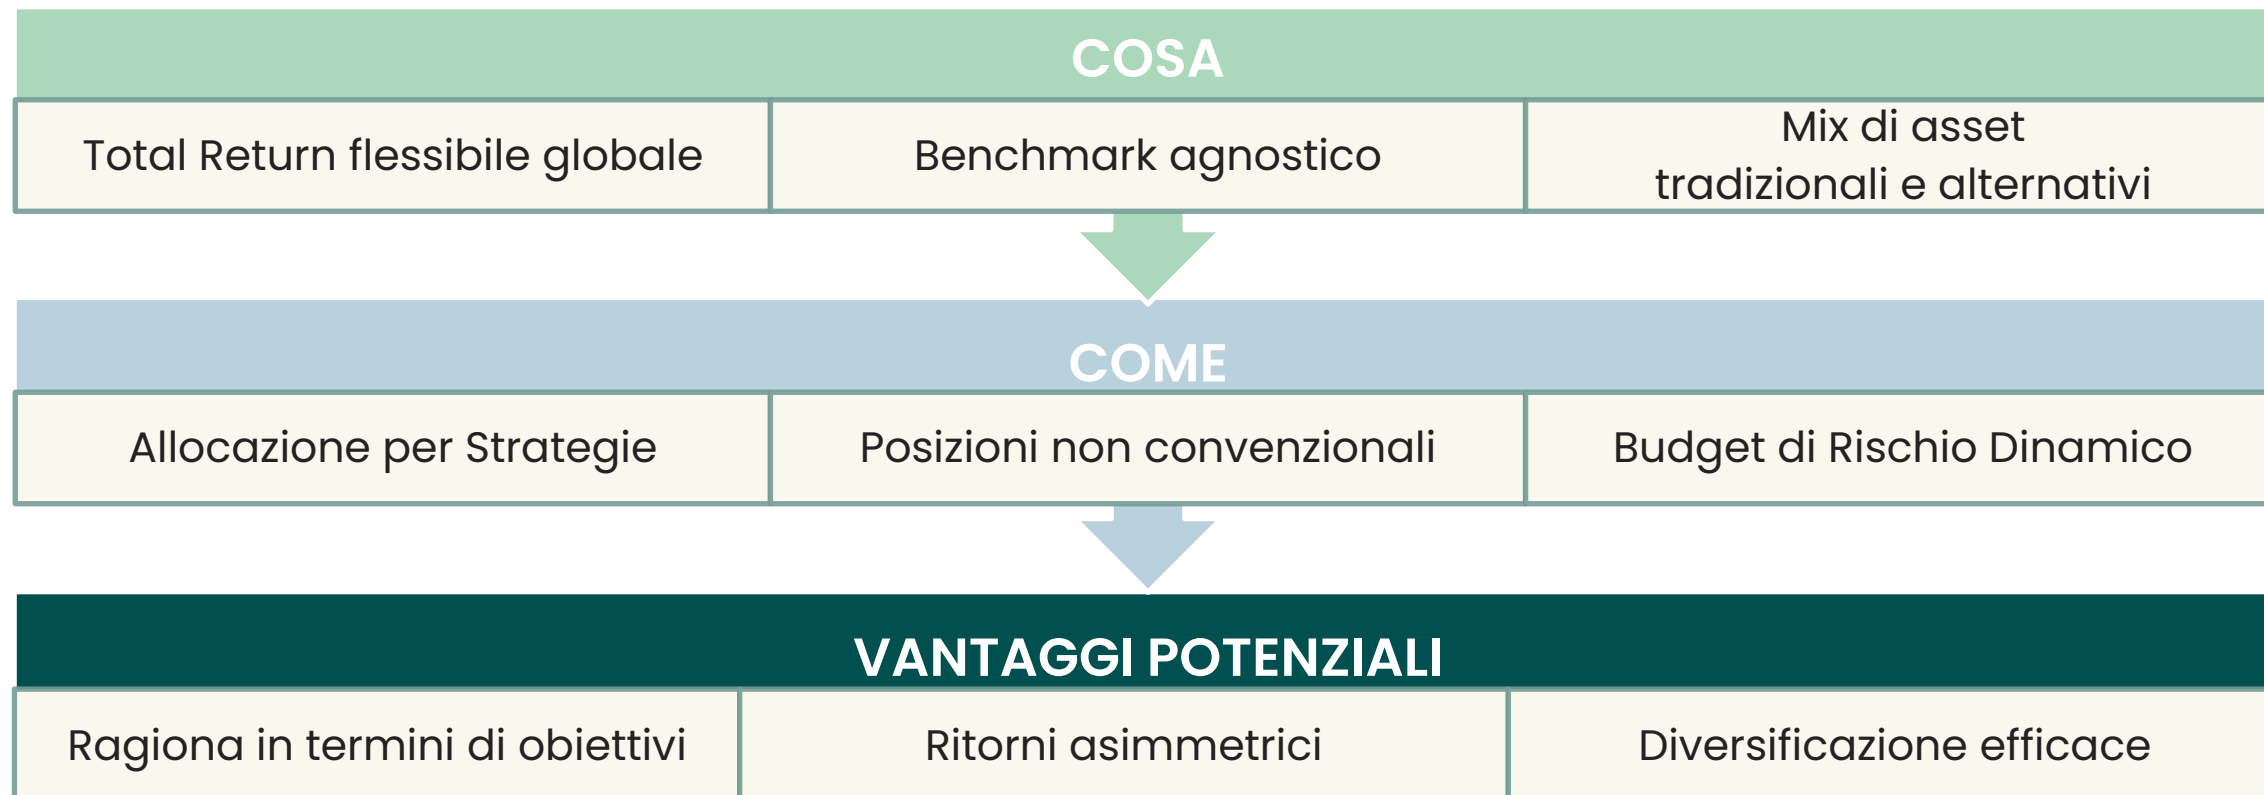 COSA
Total Return flessibile globale
Benchmark agnostico
Mix di asset
tradizionali e alternativi
COME
Allocazione per Strategie
Posizioni non convenzionali
Budget di Rischio Dinamico
VANTAGGI POTENZIALI
Ragiona in termini di obiettivi
Ritorni asimmetrici
Diversificazione efficace